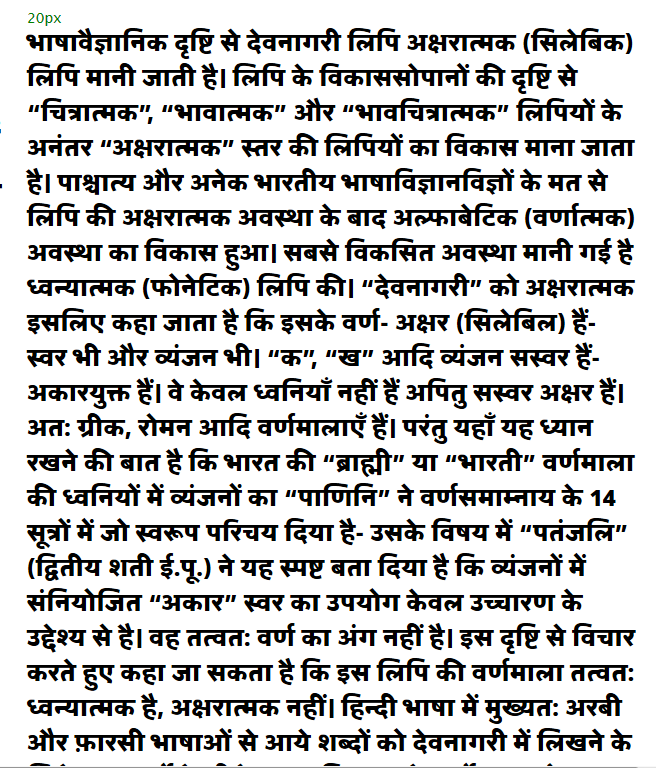 20px
भाषावैज्ञानिक दृष्टि से देवनागरी लिपि अक्षरात्मक (सिलेबिक)
लिपि मानी जाती है। लिपि के विकाससोपानों की दृष्टि से
“चित्रात्मक”, “भावात्मक” और “भावचित्रात्मक” लिपियों के
अनंतर “अक्षरात्मक” स्तर की लिपियों का विकास माना जाता
है। पाश्चात्य और अनेक भारतीय भाषाविज्ञानविज्ञों के मत से
लिपि की अक्षरात्मक अवस्था के बाद अल्फाबेटिक (वर्णात्मक)
अवस्था का विकास हुआ। सबसे विकसित अवस्था मानी गई है
ध्वन्यात्मक (फोनेटिक) लिपि की। “देवनागरी” को अक्षरात्मक
इसलिए कहा जाता है कि इसके वर्ण- अक्षर (सिलेबिल) हैं-
स्वर भी और व्यंजन भी। “क”, “ख” आदि व्यंजन सस्वर हैं-
अकारयुक्त हैं। वे केवल ध्वनियाँ नहीं हैं अपितु सस्वर अक्षर हैं।
अत: ग्रीक, रोमन आदि वर्णमालाएँ हैं। परंतु यहाँ यह ध्यान
रखने की बात है कि भारत की “ब्राह्मी” या “भारती” वर्णमाला
की ध्वनियों में व्यंजनों का “पाणिनि” ने वर्णसमाम्नाय के 14
सूत्रों में जो स्वरूप परिचय दिया है- उसके विषय में “पतंजलि”
(द्वितीय शती ई.पू.) ने यह स्पष्ट बता दिया है कि व्यंजनों में
संनियोजित “अकार” स्वर का उपयोग केवल उच्चारण के
उद्देश्य से है। वह तत्वत: वर्ण का अंग नहीं है। इस दृष्टि से विचार
करते हुए कहा जा सकता है कि इस लिपि की वर्णमाला तत्वत:
ध्वन्यात्मक है, अक्षरात्मक नहीं। हिन्दी भाषा में मुख्यत: अरबी
और फ़ारसी भाषाओं से आये शब्दों को देवनागरी में लिखने के